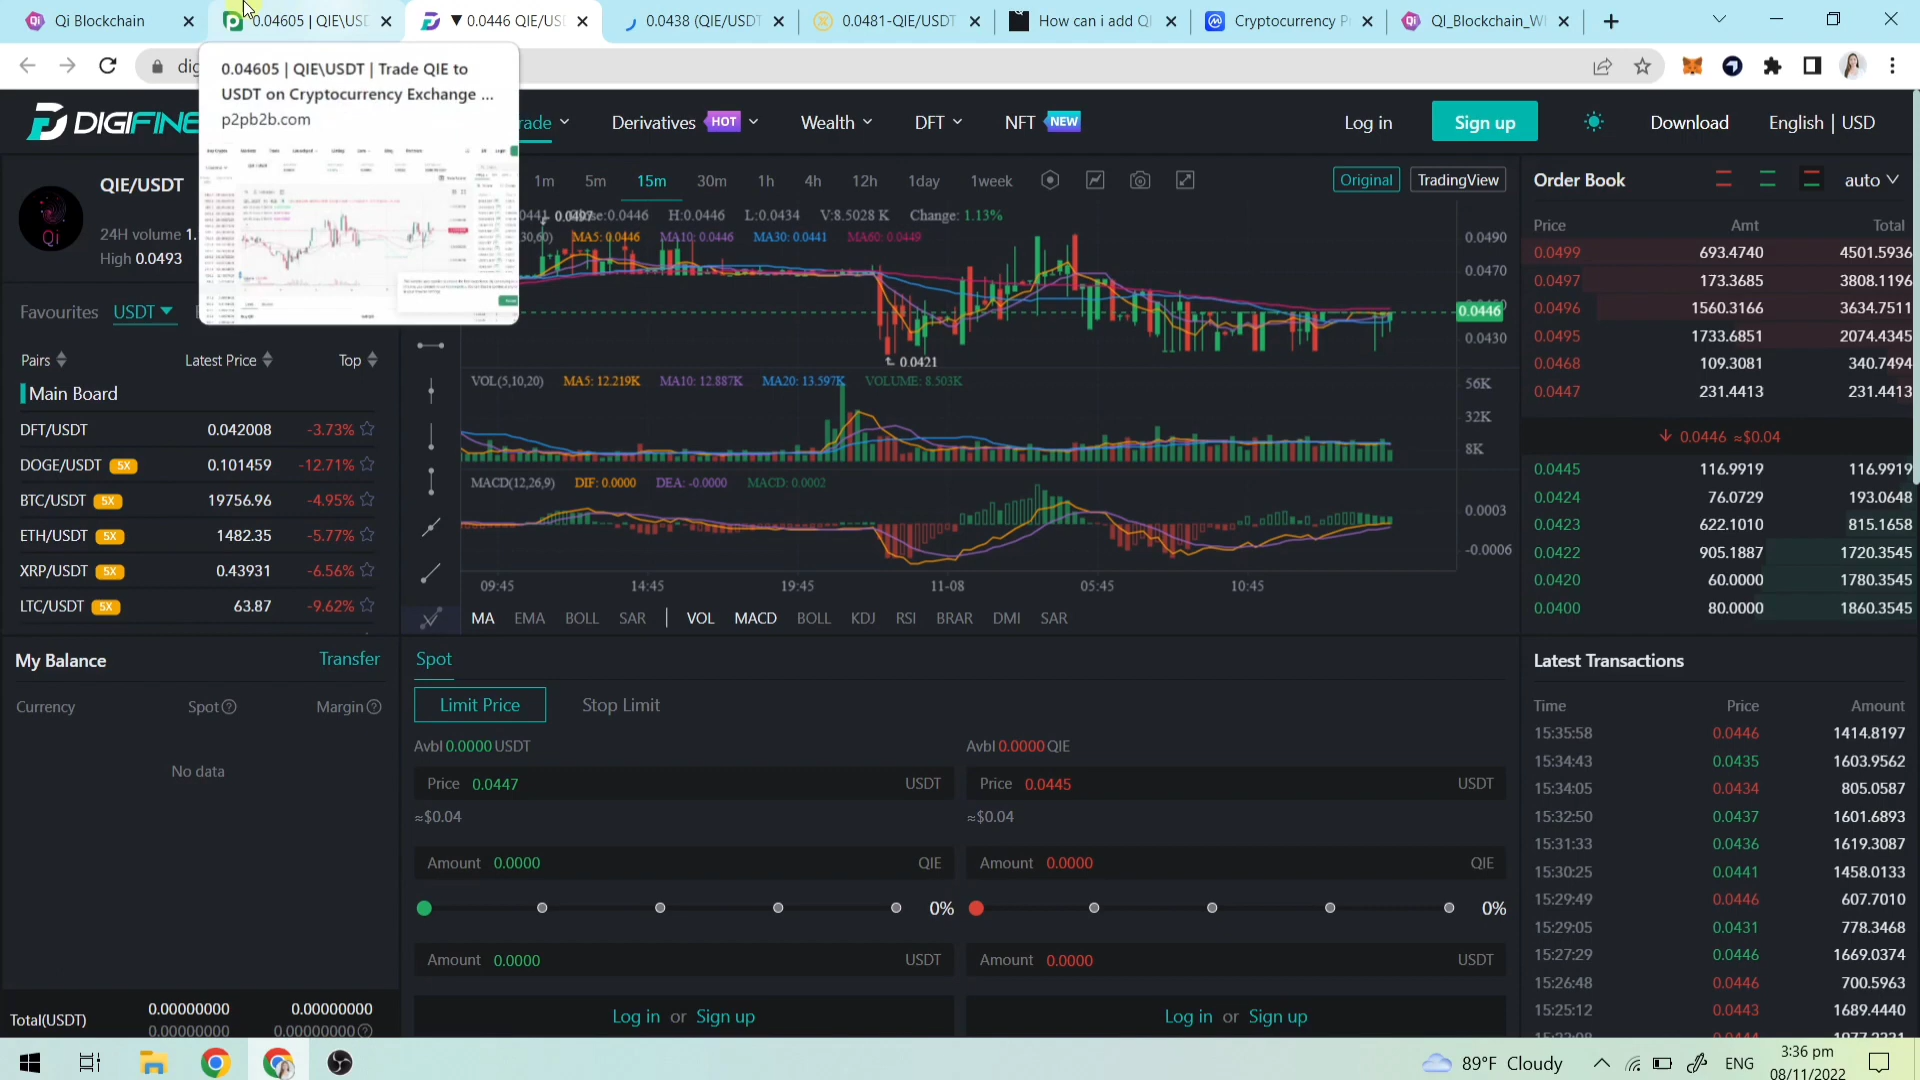 Qi Blockchain
0.04605 | QIE\USD
▼ 0.0446 QIE/US
0.0438 (QIE/USDT
0.0481-QIE/USDT
How can i add Q
Cryptocurrency P
QI_Blockchain_W
dig
0.04605 | QIE\USDT | Trade QIE to
USDT on Cryptocurrency Exchange ...
p2pb2b.com
DIGIFINE
rade
Derivatives HOT
Wealth
DFT
NFT NEW
Log in
Sign up
Download
English | USD
QIE/USDT
24H volume 1.
High 0.0493
Qi
Favourites USDT
Pairs Latest Price Top
Main Board
DFT/USDT 0.042008 -3.73%
DOGE/USDT 5X 0.101459 -12.71%
BTC/USDT 5X 19756.96 -4.95%
ETH/USDT 5X 1482.35 -5.77%
XRP/USDT 5X 0.43931 -6.56%
LTC/USDT 5X 63.87 -9.62%
1m 5m 15m 30m 1h 4h 12h 1day 1week
Original TradingView
H:0.0446 L:0.0434 V:8.5028 K Change: 1.13%
30,60) MA5: 0.0446 MA10: 0.0446 MA30: 0.0441 MA60: 0.0449
0.0490
0.0470
0.0446
0.0430
0.0421
VOL(5,10,20) MA5: 12.219K MA10: 12.887K MA20: 13.597K VOLUME: 8.503K
56K
32K
8K
MACD(12,26,9) DIF: 0.0000 DEA: -0.0000 MACD: 0.0002
0.0003
-0.0006
09:45 14:45 19:45 11-08 05:45 10:45
MA EMA BOLL SAR | VOL MACD BOLL KDJ RSI BRAR DMI SAR
Order Book auto
Price Amt Total
0.0499 693.4740 4501.5936
0.0497 173.3685 3808.1196
0.0496 1560.3166 3634.7511
0.0495 1733.6851 2074.4345
0.0468 109.3081 340.7494
0.0447 231.4413 231.4413
↓ 0.0446 ≈$0.04
0.0445 116.9919 116.9919
0.0424 76.0729 193.0648
0.0423 622.1010 815.1658
0.0422 905.1887 1720.3545
0.0420 60.0000 1780.3545
0.0400 80.0000 1860.3545
My Balance Transfer
Currency Spot Margin
No data
Total(USDT) 0.00000000 0.00000000
0.00000000 0.00000000
Spot
Limit Price Stop Limit
Avbl 0.0000 USDT
Price 0.0447 USDT
≈$0.04
Amount 0.0000 QIE
0%
Amount 0.0000 USDT
Log in or Sign up
Avbl 0.0000 QIE
Price 0.0445 USDT
≈$0.04
Amount 0.0000 QIE
0%
Amount 0.0000 USDT
Log in or Sign up
Latest Transactions
Time Price Amount
15:35:58 0.0446 1414.8197
15:34:43 0.0435 1603.9562
15:34:05 0.0434 805.0587
15:32:50 0.0437 1601.6893
15:31:33 0.0436 1619.3087
15:30:25 0.0441 1458.0133
15:29:49 0.0446 607.7010
15:29:05 0.0431 778.3468
15:27:29 0.0446 1669.0374
15:26:48 0.0446 700.5963
15:25:12 0.0443 1689.4440
89°F Cloudy
ENG
3:36 pm
08/11/2022